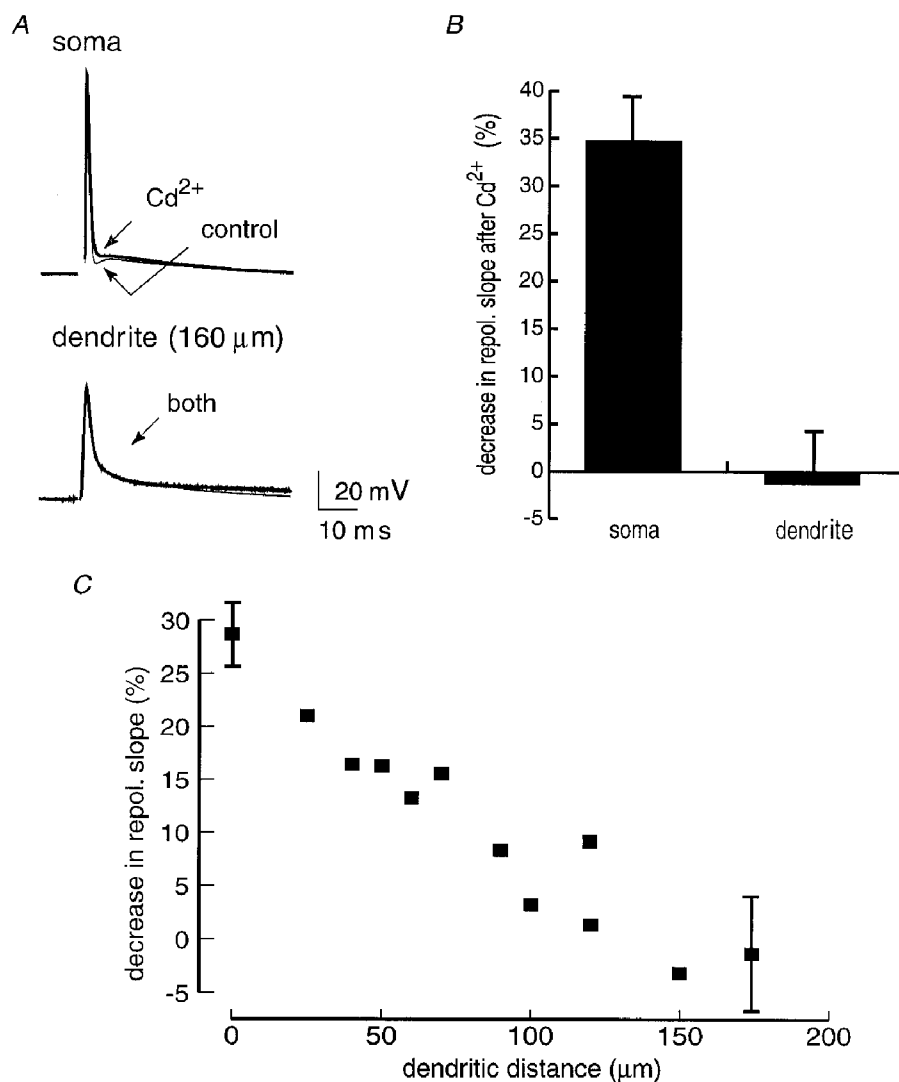 A
soma
Cd2+
control
dendrite (160 μm)
both
20 mV
10 ms
B
decrease in repol. slope after Cd2+ (%)
40
35
30
25
20
15
10
5
0
-5
soma
dendrite
C
decrease in repol. slope (%)
30
25
20
15
10
5
0
-5
0
50
100
150
200
dendritic distance (μm)